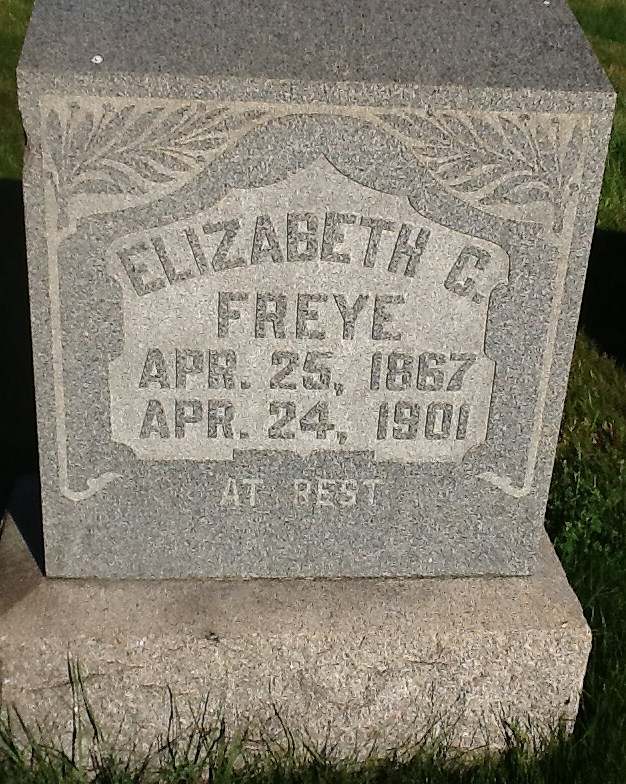 ELIZABETH C.
FREYE
APR. 25, 1867
APR. 24, 1901
AT REST